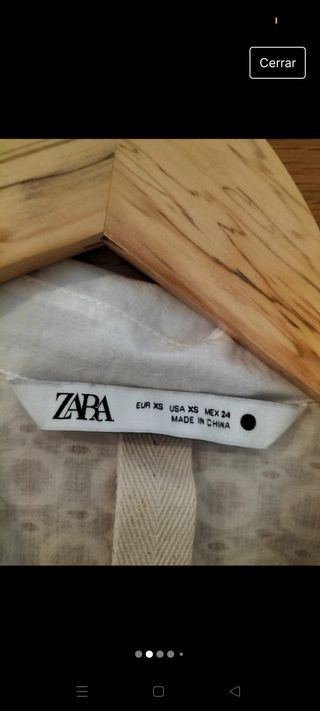 Cerrar
ZARA
EUR XS USA XS MEX 24
MADE IN CHINA